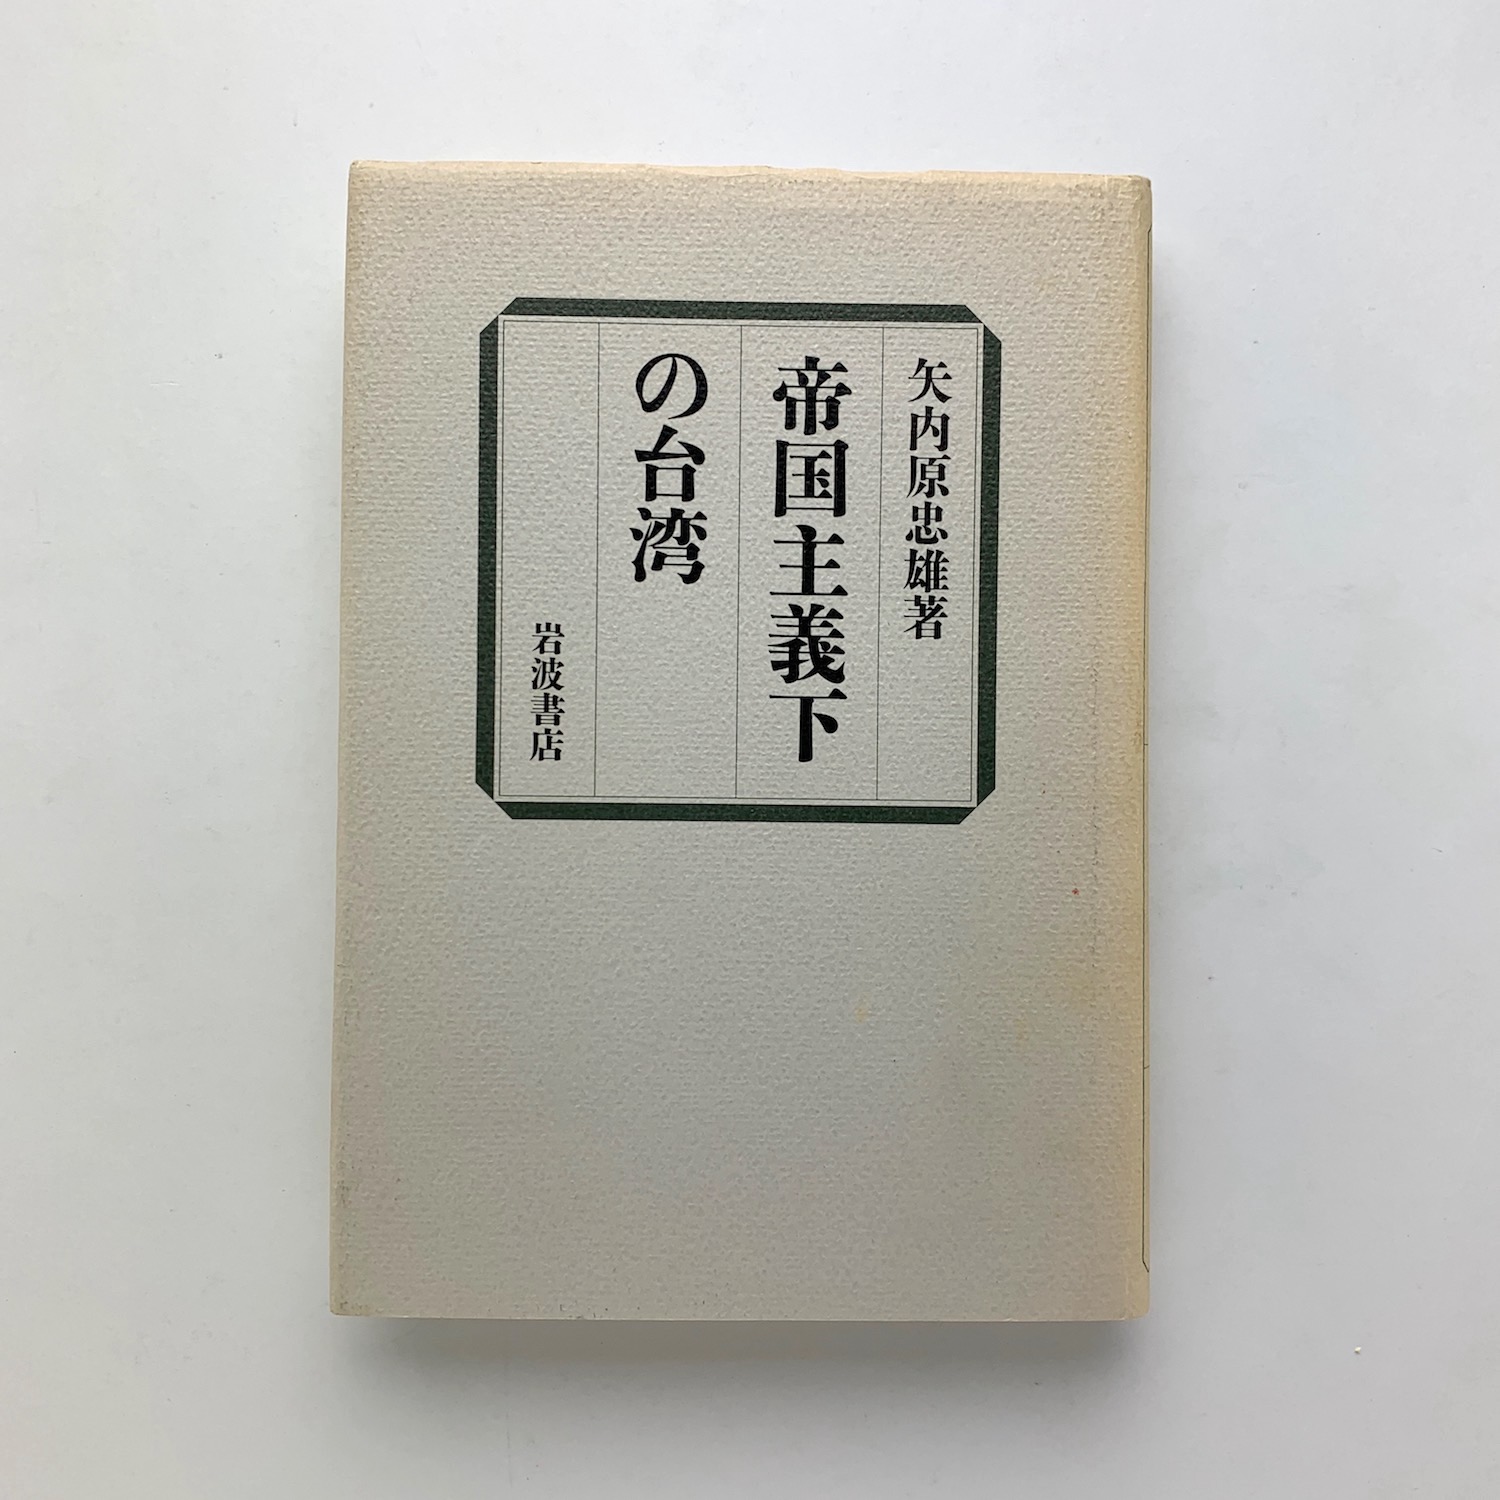 矢内原忠雄著
帝国主義下
の台湾
岩波書店